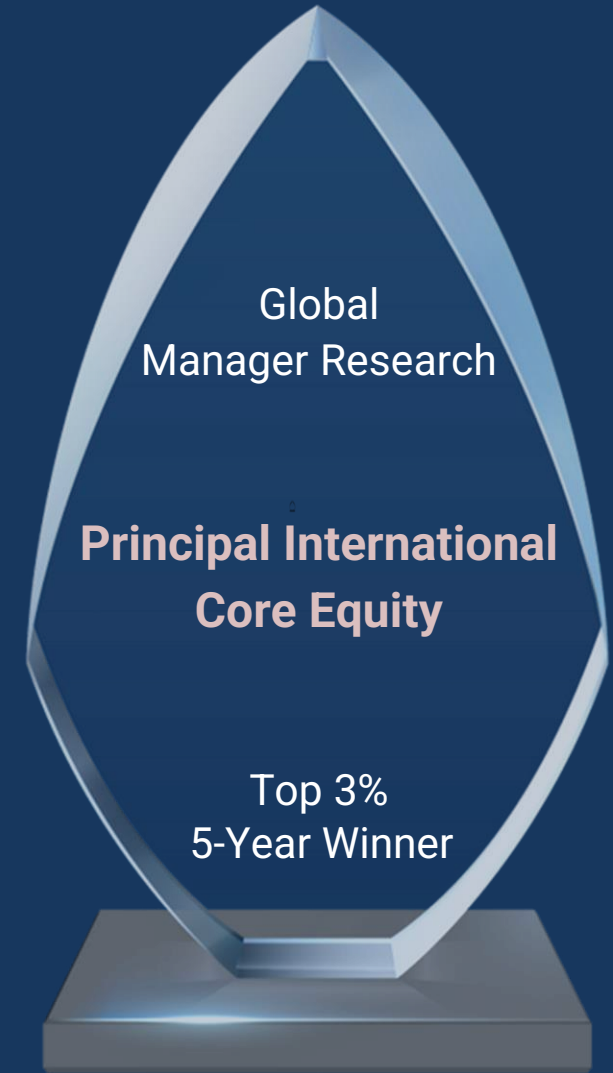 Global
Manager Research
Principal International
Core Equity
Top 3%
5-Year Winner